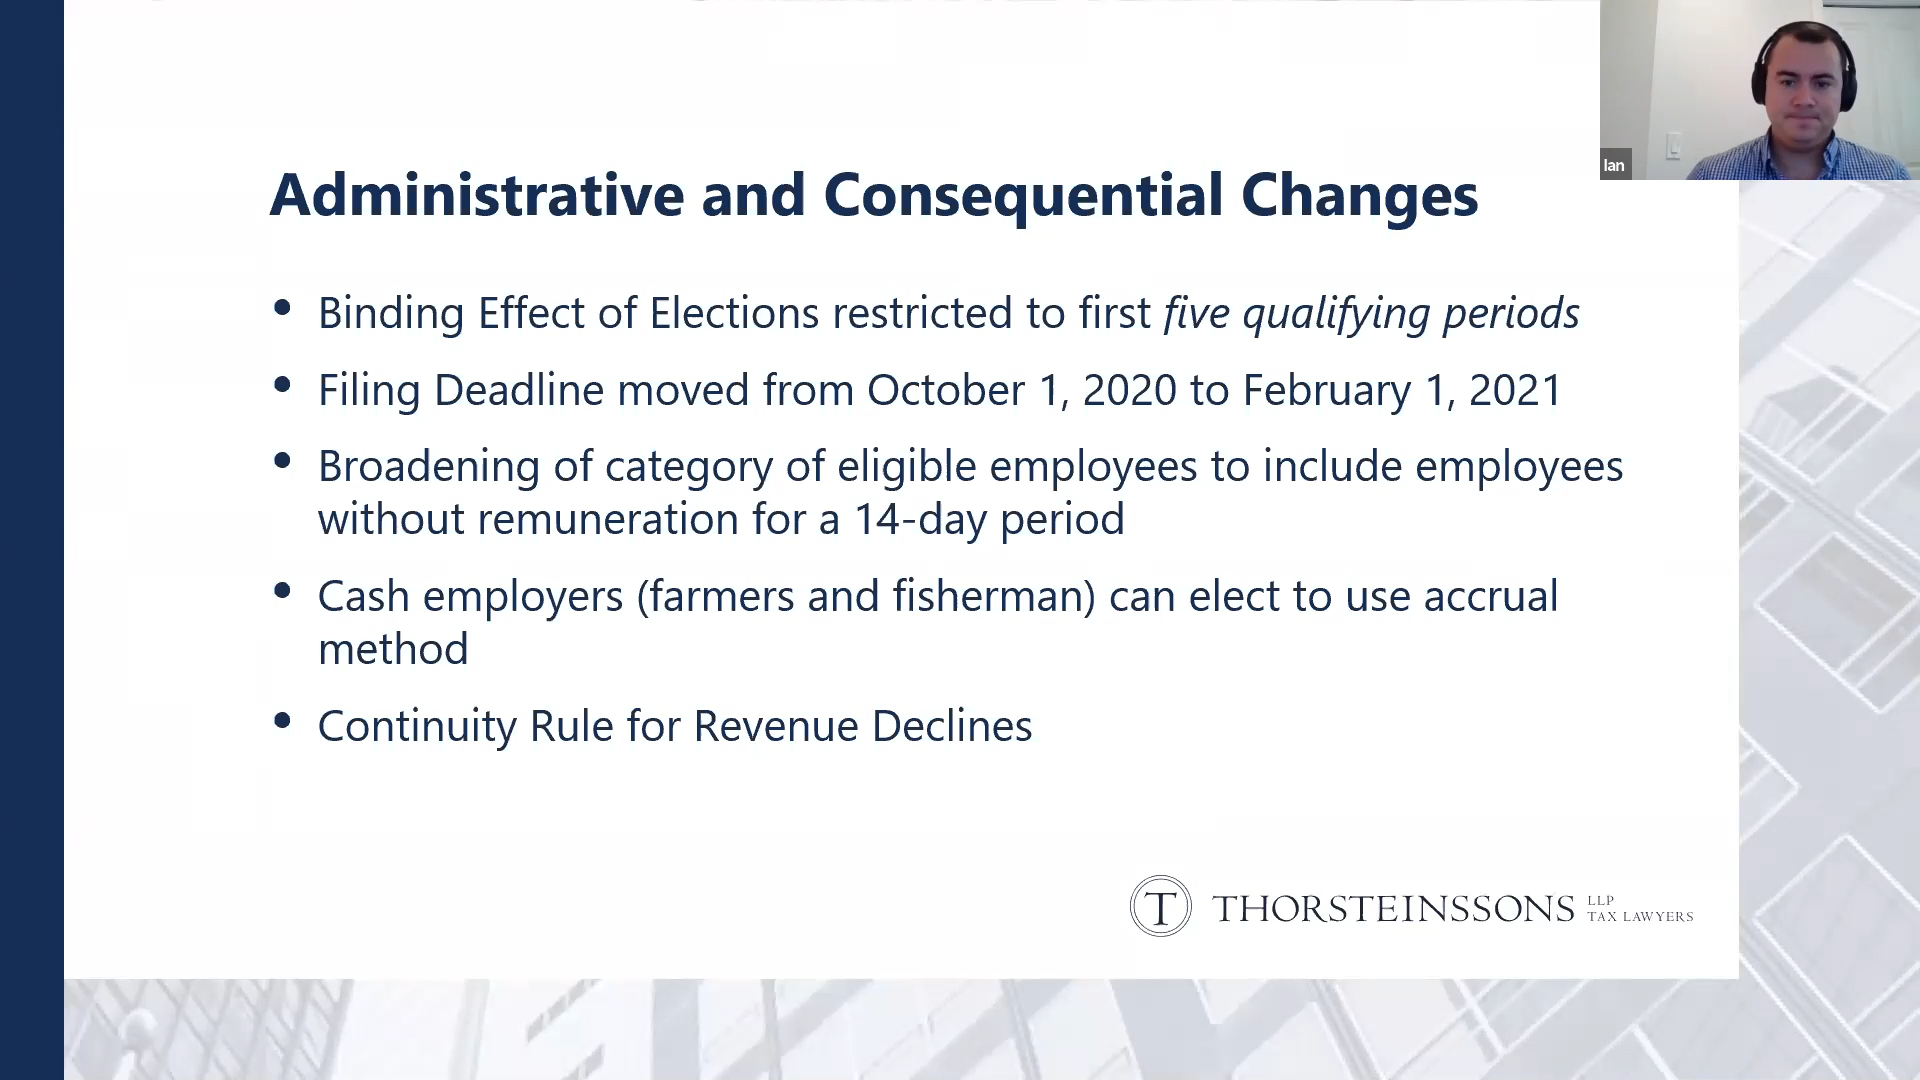 Ian
Administrative and Consequential Changes
• Binding Effect of Elections restricted to first five qualifying periods
• Filing Deadline moved from October 1, 2020 to February 1, 2021
• Broadening of category of eligible employees to include employees
without remuneration for a 14-day period
• Cash employers (farmers and fisherman) can elect to use accrual
method
• Continuity Rule for Revenue Declines
T THORSTEINSSONS LLP
TAX LAWYERS